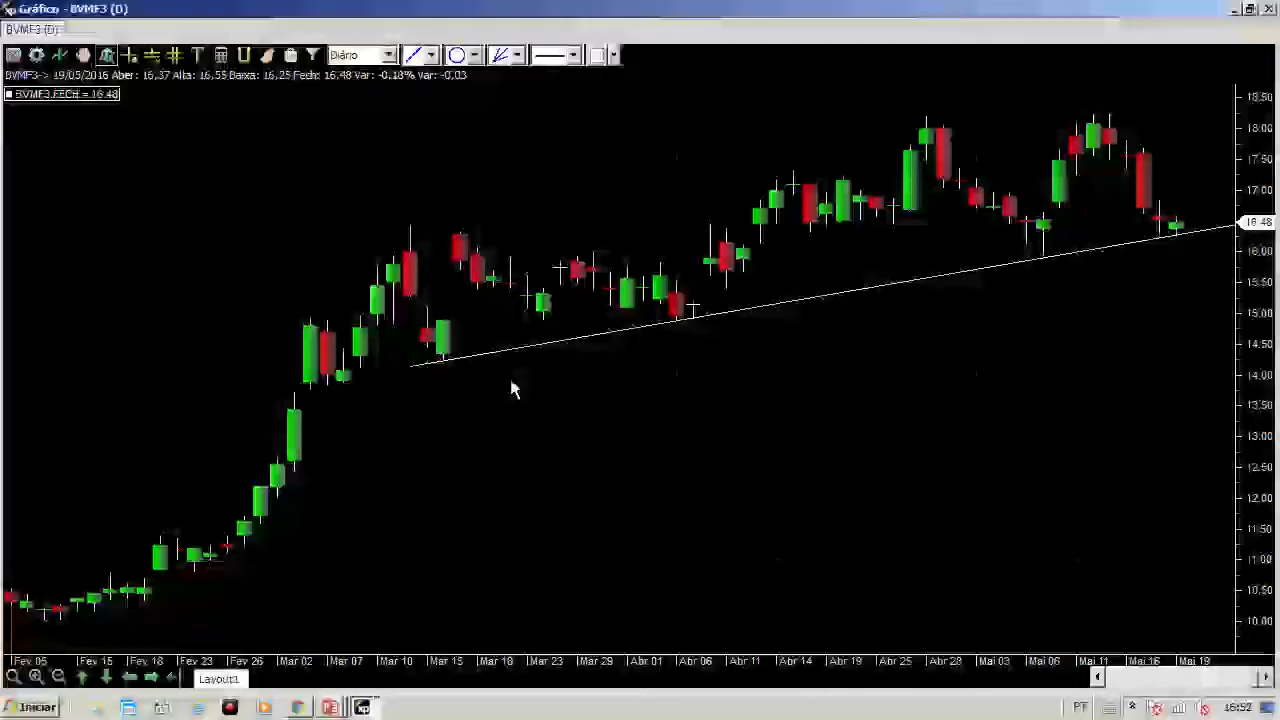 Gráfico - BVMF3 (D)
BVMF3 (D)
Diário
BVMF3-> 19/05/2016 Aber: 16,37 Alta: 16,55 Baixa: 16,25 Fech: 16,48 Var: -0,18% Var: -0,03
BVMF3.FECH = 16,48
18,50
18,00
17,50
17,00
16,48
16,00
15,50
15,00
14,50
14,00
13,50
13,00
12,50
12,00
11,50
11,00
10,50
10,00
Fev 05 Fev 15 Fev 18 Fev 23 Fev 26 Mar 02 Mar 07 Mar 10 Mar 15 Mar 18 Mar 23 Mar 29 Abr 01 Abr 06 Abr 11 Abr 14 Abr 19 Abr 25 Abr 28 Mai 03 Mai 06 Mai 11 Mai 16 Mai 19
Layout1
Iniciar PT 16:52